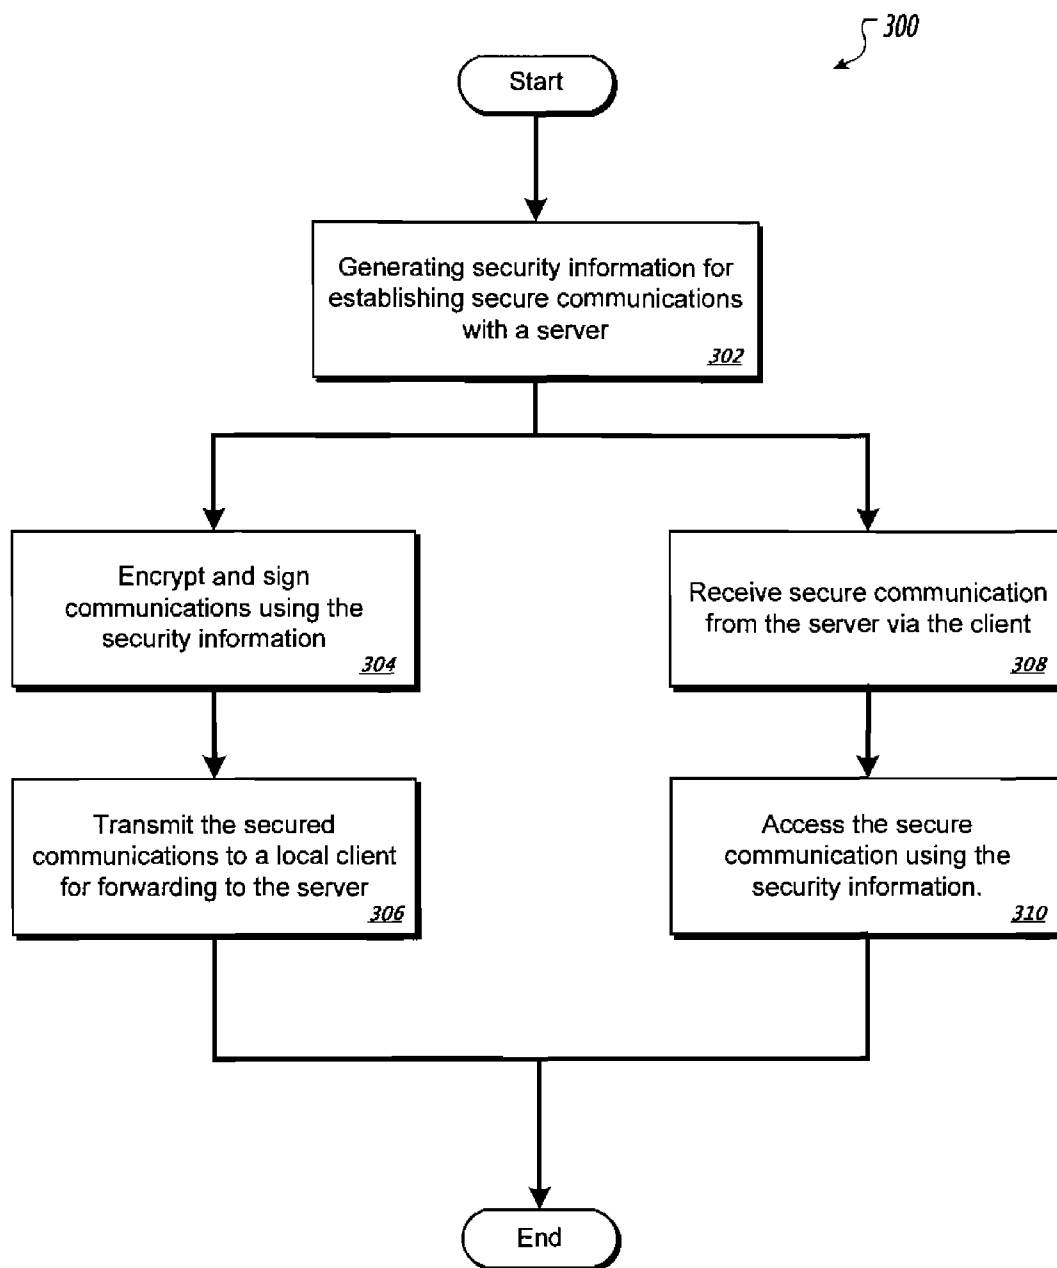 300
Start
Generating security information for
establishing secure communications
with a server
302
Encrypt and sign
communications using the
security information
304
Receive secure communication
from the server via the client
308
Transmit the secured
communications to a local client
for forwarding to the server
306
Access the secure
communication using the
security information.
310
End